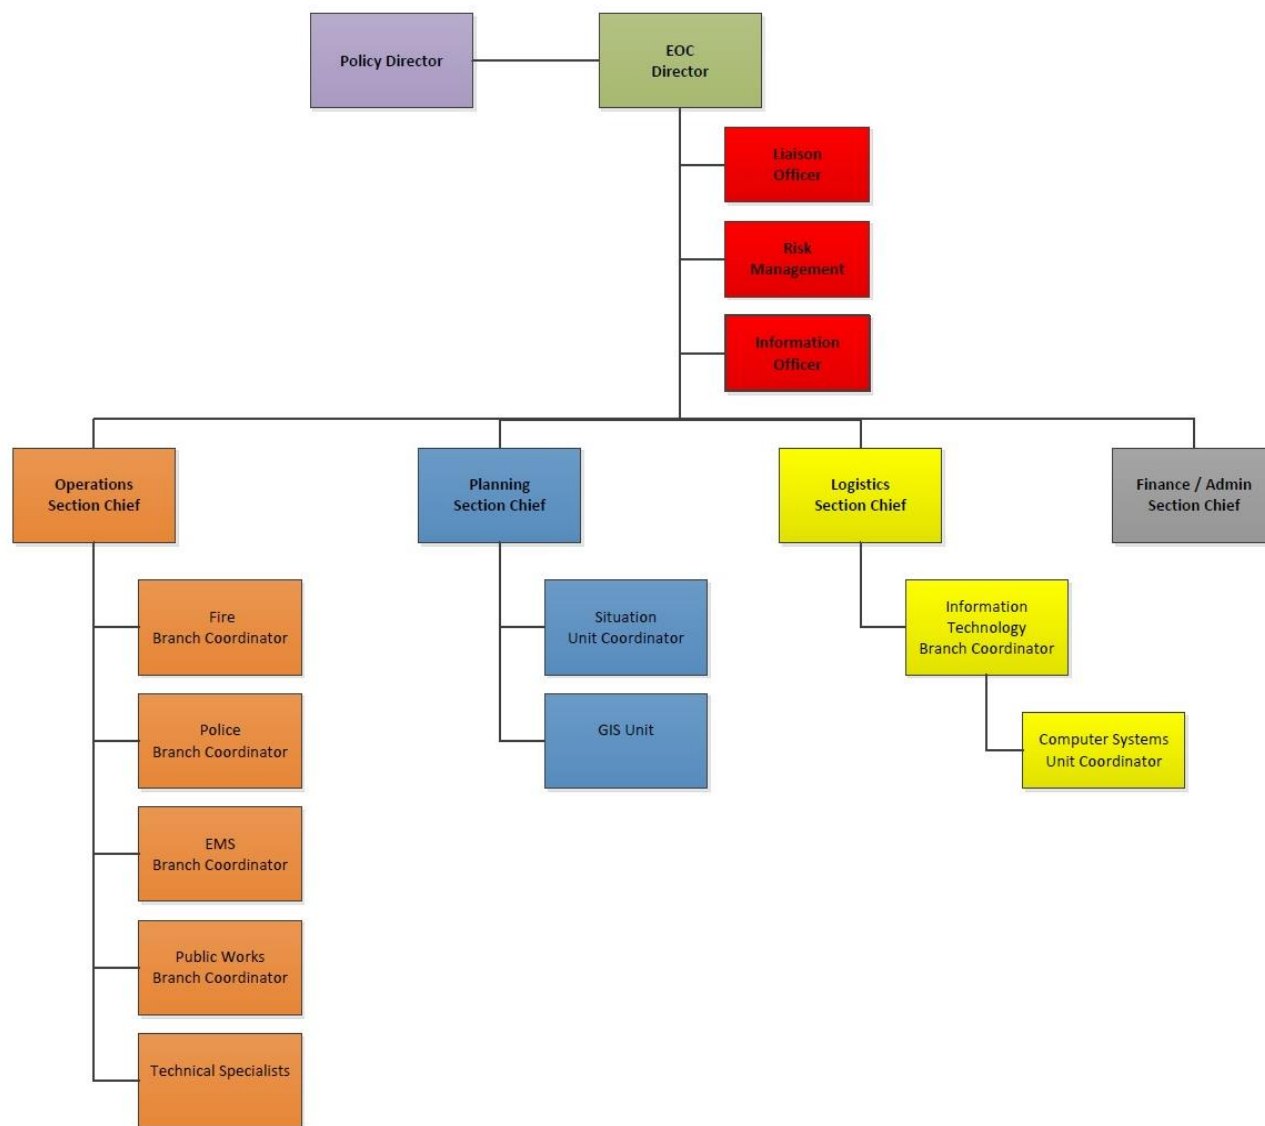 Policy Director
EOC
Director
Liaison
Officer
Risk
Management
Information
Officer
Operations
Section Chief
Planning
Section Chief
Logistics
Section Chief
Finance / Admin
Section Chief
Fire
Branch Coordinator
Police
Branch Coordinator
EMS
Branch Coordinator
Public Works
Branch Coordinator
Technical Specialists
Situation
Unit Coordinator
GIS Unit
Information
Technology
Branch Coordinator
Computer Systems
Unit Coordinator